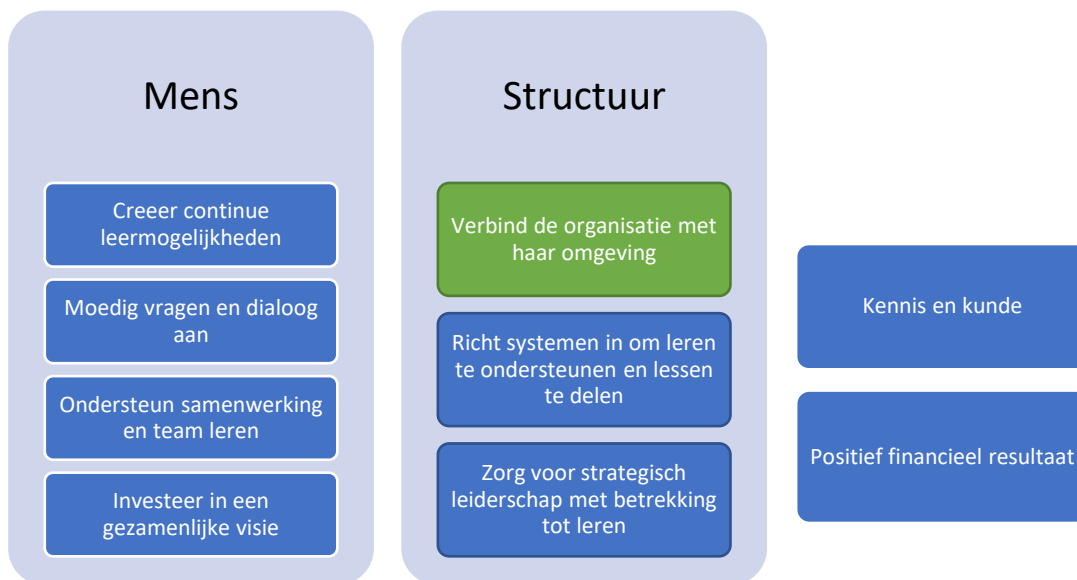 Mens
Creeer continue
leermogelijkheden
Moedig vragen en dialoog
aan
Ondersteun samenwerking
en team leren
Investeer in een
gezamenlijke visie
Structuur
Verbind de organisatie met
haar omgeving
Richt systemen in om leren
te ondersteunen en lessen
te delen
Zorg voor strategisch
leiderschap met betrekking
tot leren
Kennis en kunde
Positief financieel resultaat